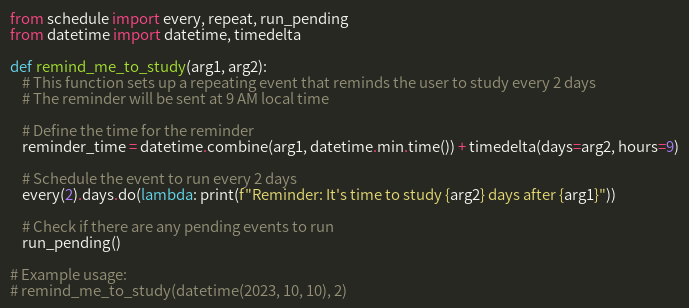 from schedule import every, repeat, run_pending
from datetime import datetime, timedelta

def remind_me_to_study(arg1, arg2):
    # This function sets up a repeating event that reminds the user to study every 2 days
    # The reminder will be sent at 9 AM local time

    # Define the time for the reminder
    reminder_time = datetime.combine(arg1, datetime.min.time()) + timedelta(days=arg2, hours=9)

    # Schedule the event to run every 2 days
    every(2).days.do(lambda: print(f"Reminder: It's time to study {arg2} days after {arg1}"))

    # Check if there are any pending events to run
    run_pending()

# Example usage:
# remind_me_to_study(datetime(2023, 10, 10), 2)